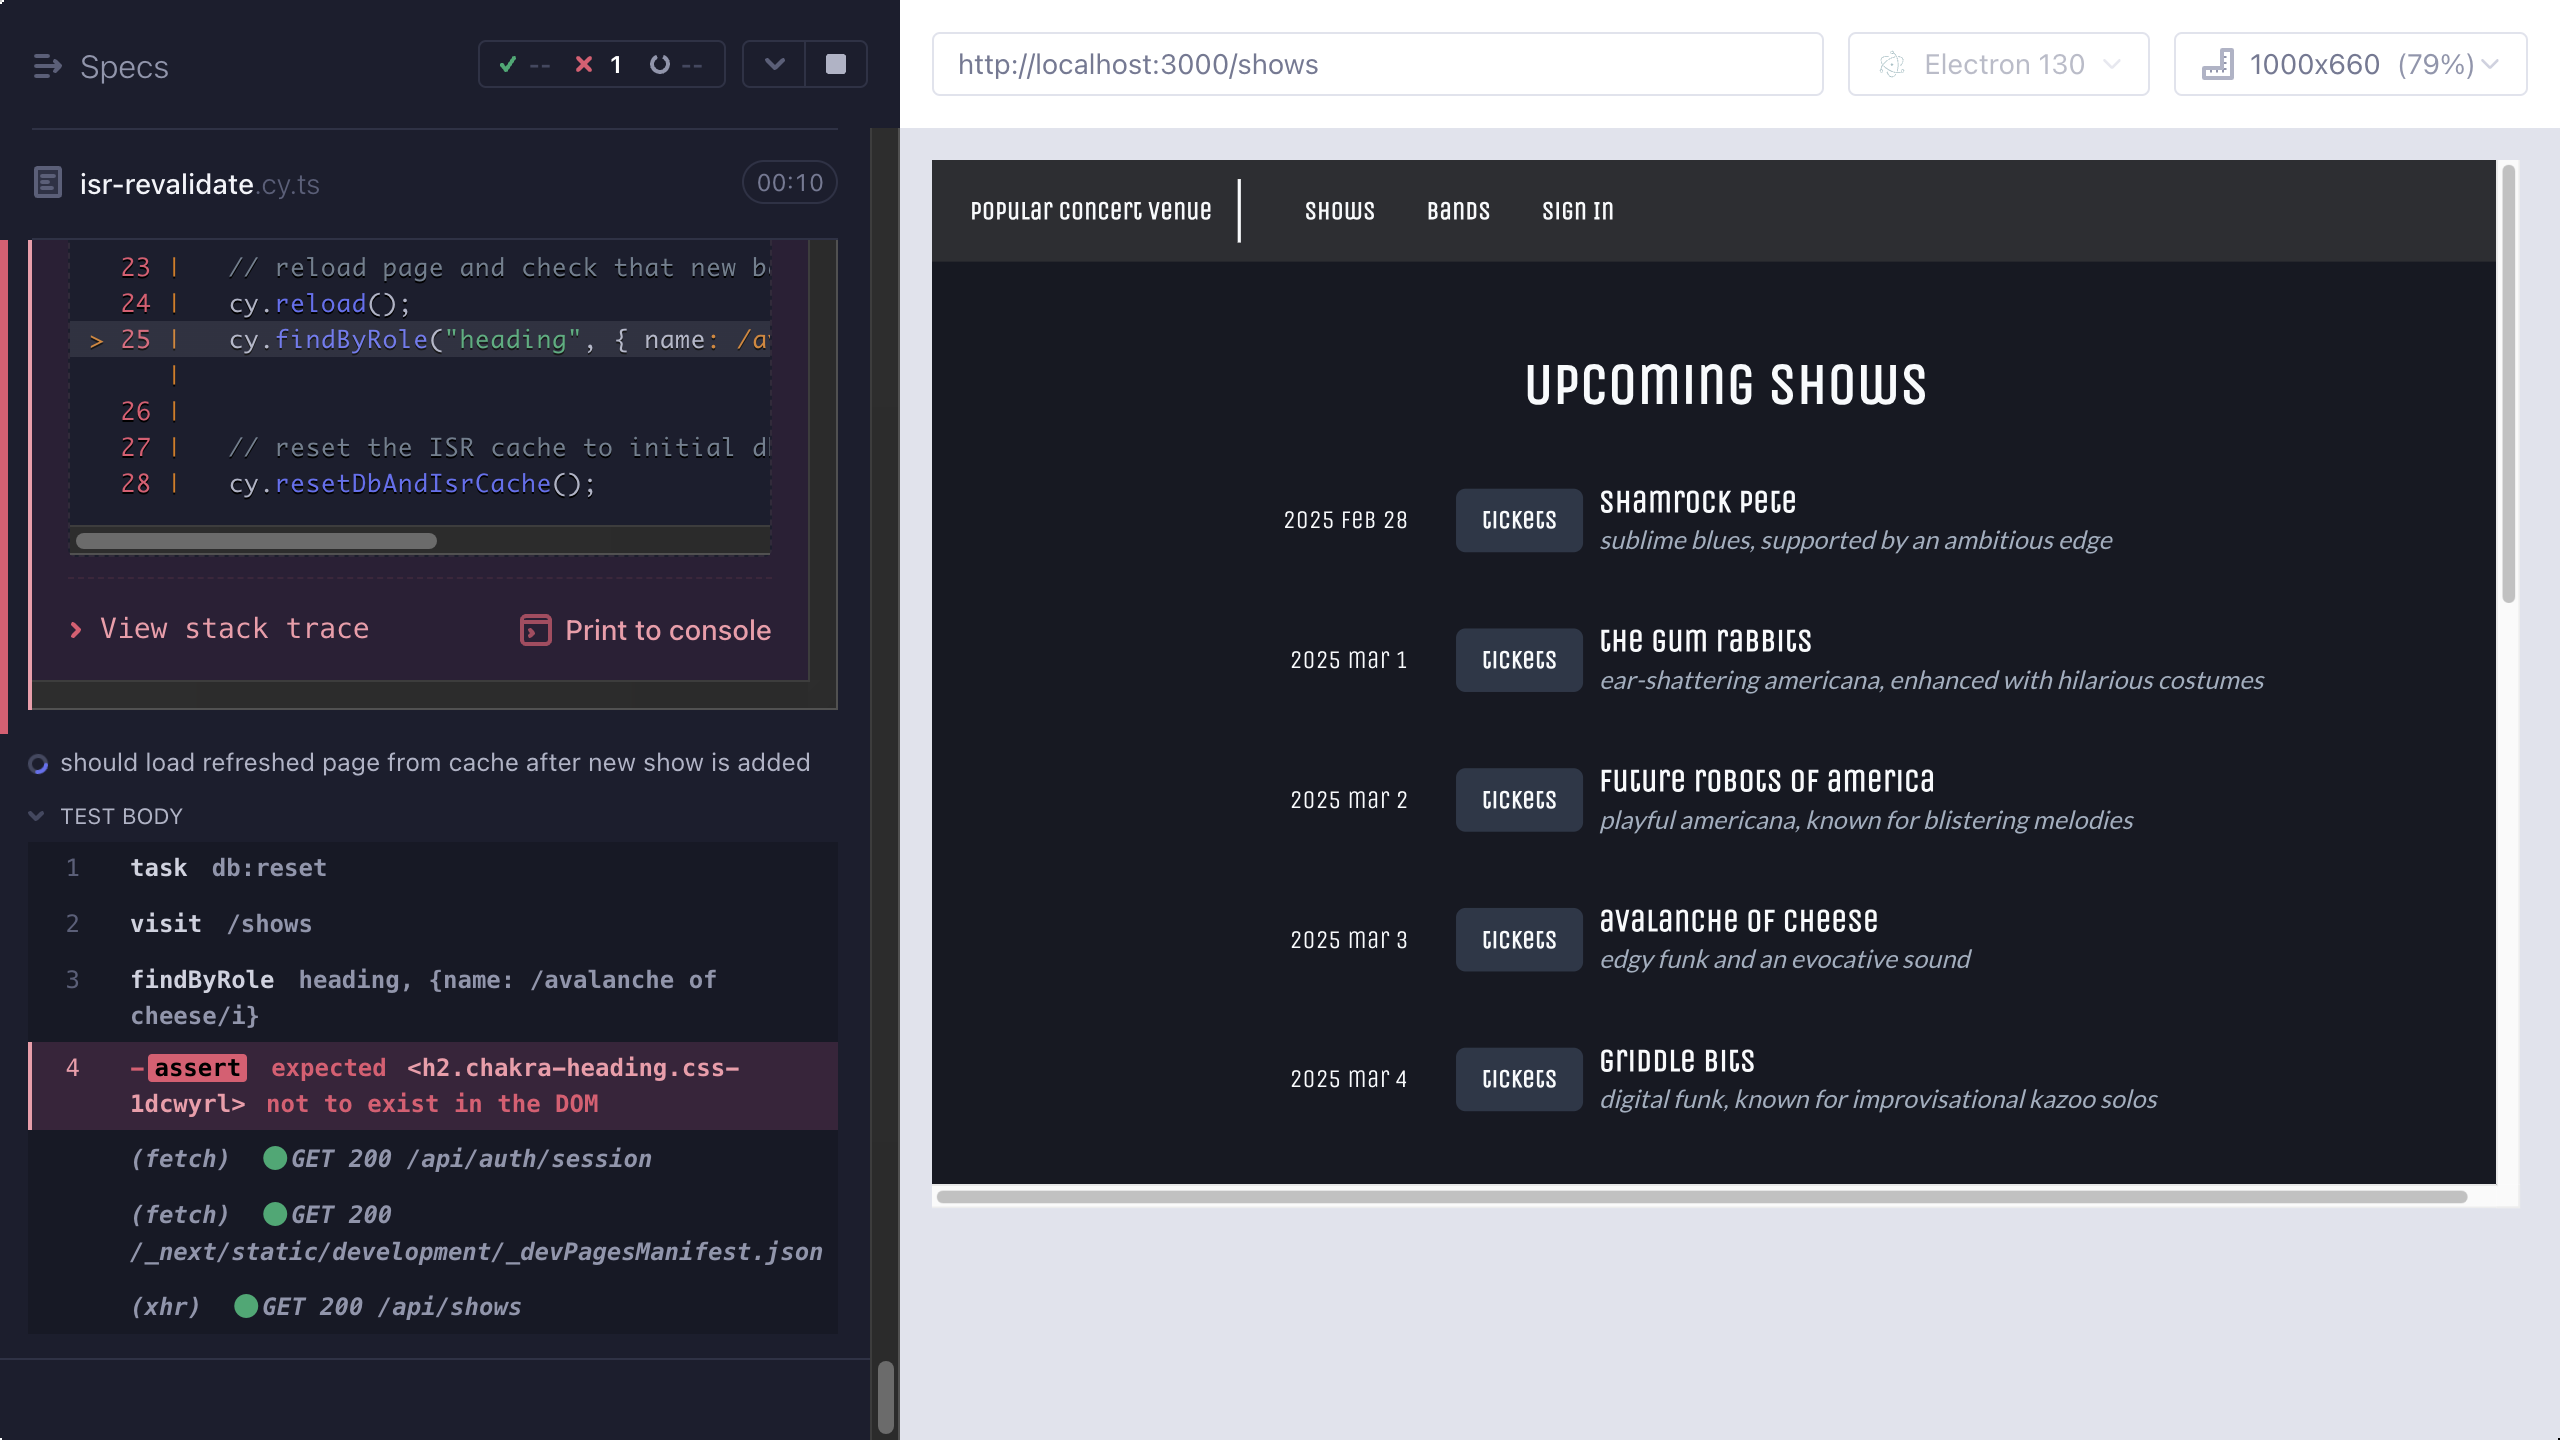 Specs
-- 1 --
isr-revalidate.cy.ts
00:10
23 | // reload page and check that new
24 | cy.reload();
> 25 | cy.findByRole("heading", { name: /a
|
26 |
27 | // reset the ISR cache to initial
28 | cy.resetDbAndIsrCache();
View stack trace
Print to console
should load refreshed page from cache after new show is added
TEST BODY
1 task db:reset
2 visit /shows
3 findByRole heading, {name: /avalanche of
cheese/i}
4 -assert expected <h2.chakra-heading.css-
1dcwyrl> not to exist in the DOM
(fetch) GET 200 /api/auth/session
(fetch) GET 200
/_next/static/development/_devPagesManifest.json
(xhr) GET 200 /api/shows
http://localhost:3000/shows
Electron 130
1000x660 (79%)
Popular Concert Venue
Shows
Bands
Sign in
Upcoming Shows
2025 Feb 28
tickets
Shamrock Pete
sublime blues, supported by an ambitious edge
2025 Mar 1
tickets
The Gum Rabbits
ear-shattering americana, enhanced with hilarious costumes
2025 Mar 2
tickets
Future Robots of America
playful americana, known for blistering melodies
2025 Mar 3
tickets
Avalanche of Cheese
edgy funk and an evocative sound
2025 Mar 4
tickets
Griddle Bits
digital funk, known for improvisational kazoo solos